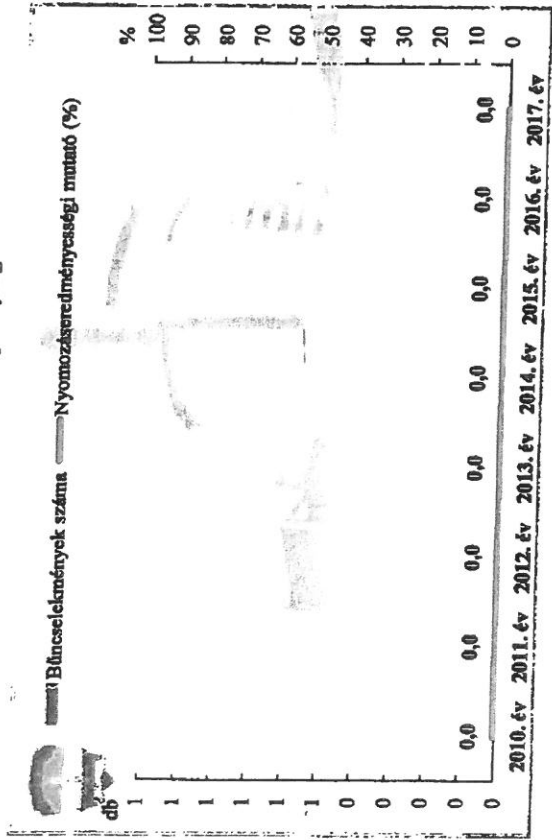 Bűncselekmények száma Nyomozáseredményességi mutató (%)
db %
1 100
1 90
1 80
1 70
1 60
1 50
0 40
0 30
0 20
0 10
0 0
0,0 0,0 0,0 0,0 0,0 0,0 0,0 0,0
2010. év 2011. év 2012. év 2013. év 2014. év 2015. év 2016. év 2017. év